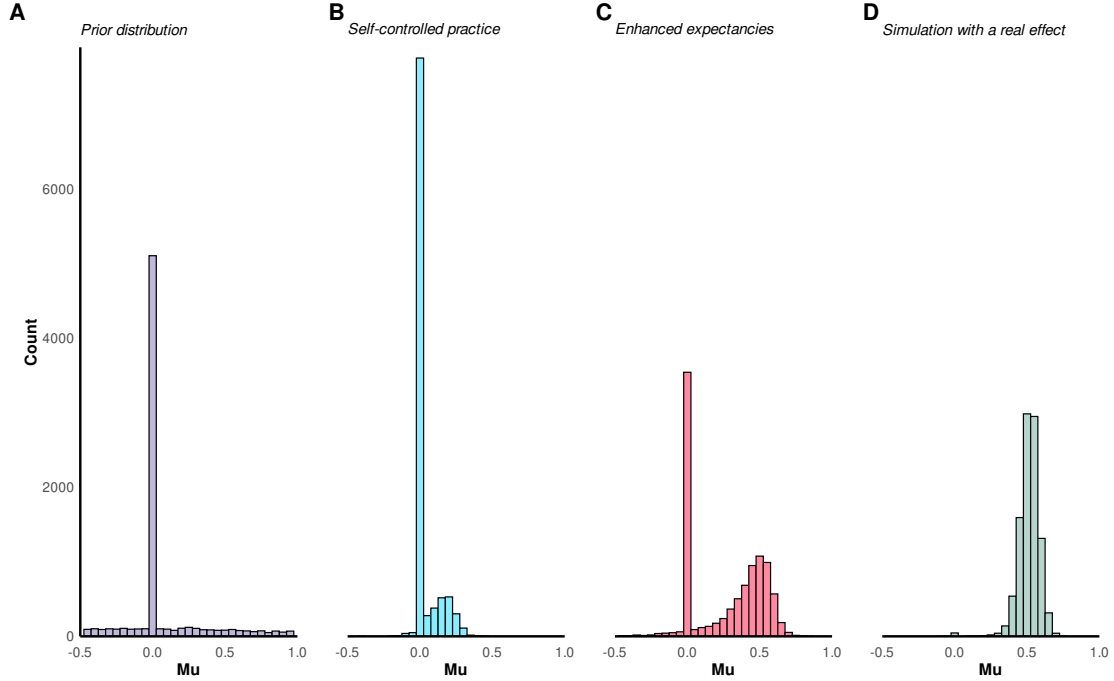 A B C D
Prior distribution Self-controlled practice Enhanced expectancies Simulation with a real effect
6000
4000
Count
2000
0
-0.5 0.0 0.5 1.0 -0.5 0.0 0.5 1.0 -0.5 0.0 0.5 1.0 -0.5 0.0 0.5 1.0
Mu Mu Mu Mu